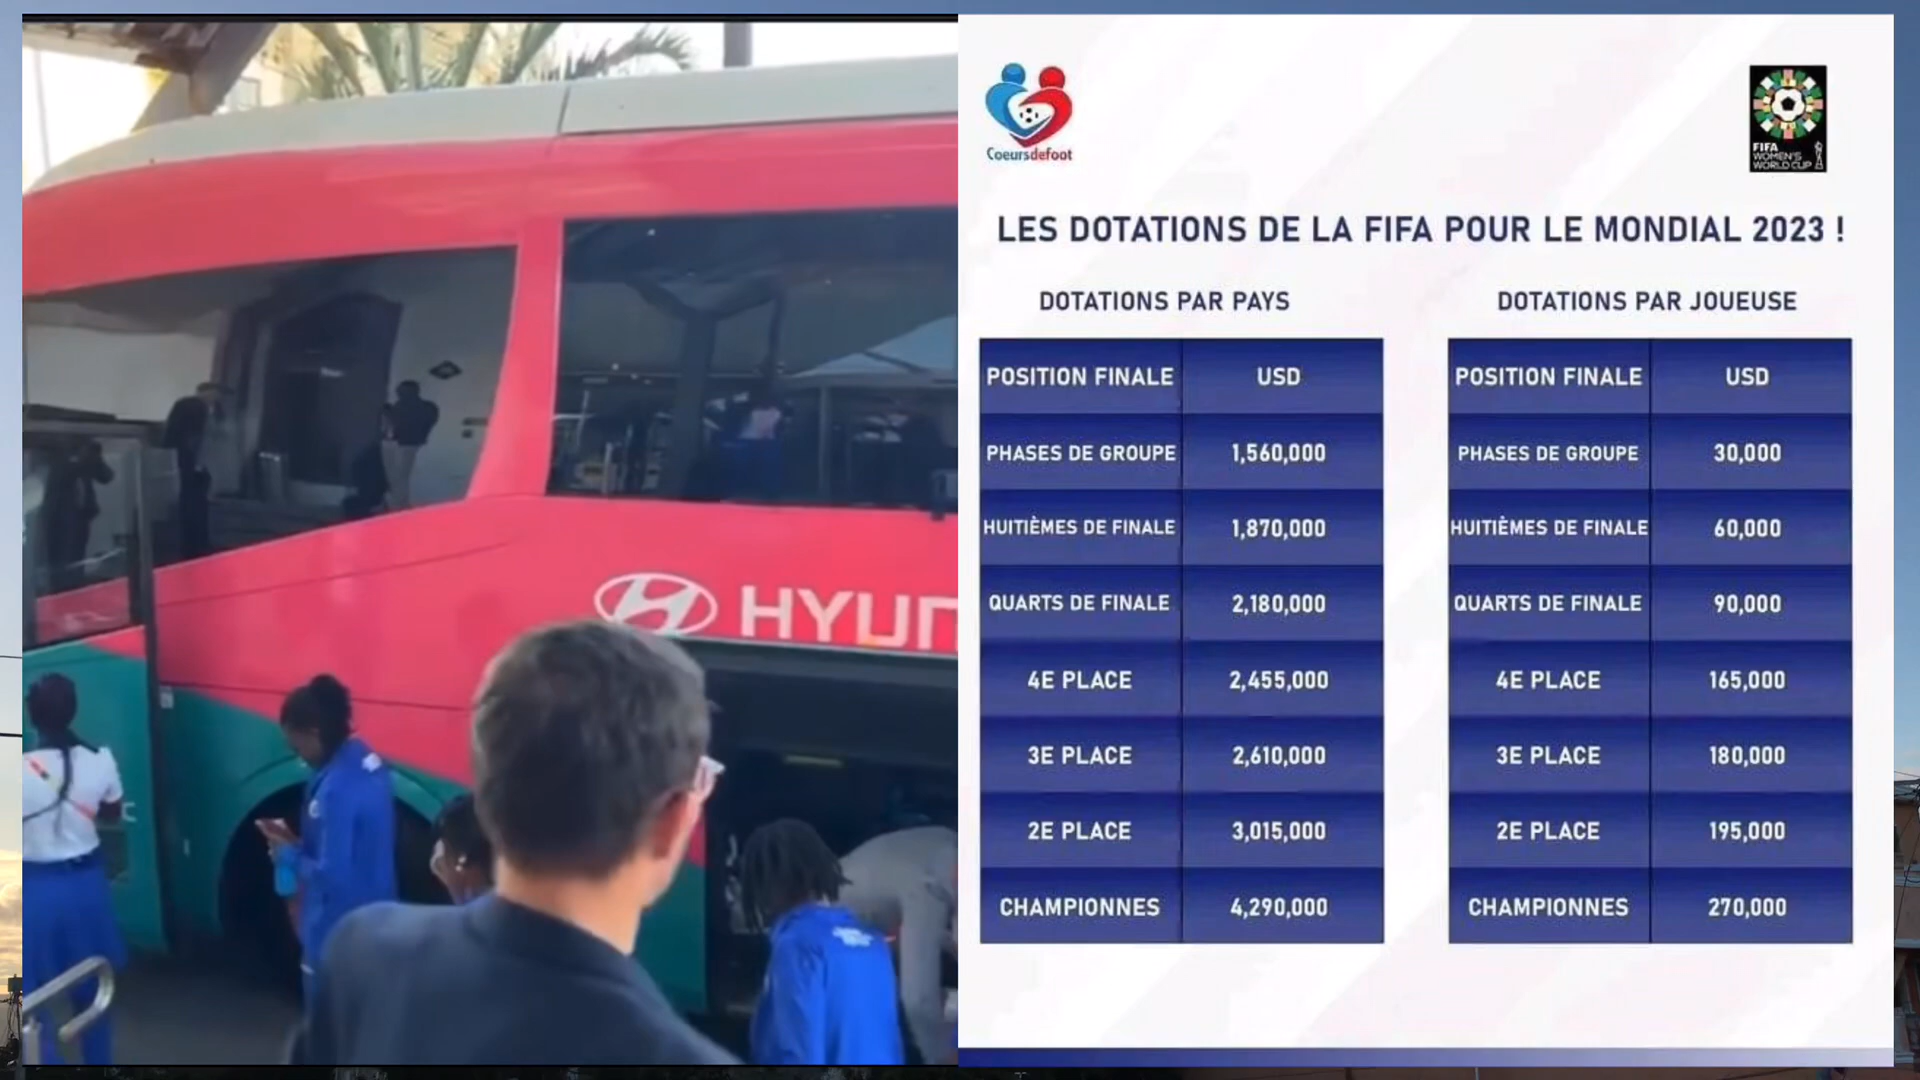 HYUN
Coeursdefoot
FIFA
WOMEN'S
WORLD CUP
LES DOTATIONS DE LA FIFA POUR LE MONDIAL 2023 !
DOTATIONS PAR PAYS
POSITION FINALE USD
PHASES DE GROUPE 1,560,000
HUITIÈMES DE FINALE 1,870,000
QUARTS DE FINALE 2,180,000
4E PLACE 2,455,000
3E PLACE 2,610,000
2E PLACE 3,015,000
CHAMPIONNES 4,290,000
DOTATIONS PAR JOUEUSE
POSITION FINALE USD
PHASES DE GROUPE 30,000
HUITIÈMES DE FINALE 60,000
QUARTS DE FINALE 90,000
4E PLACE 165,000
3E PLACE 180,000
2E PLACE 195,000
CHAMPIONNES 270,000